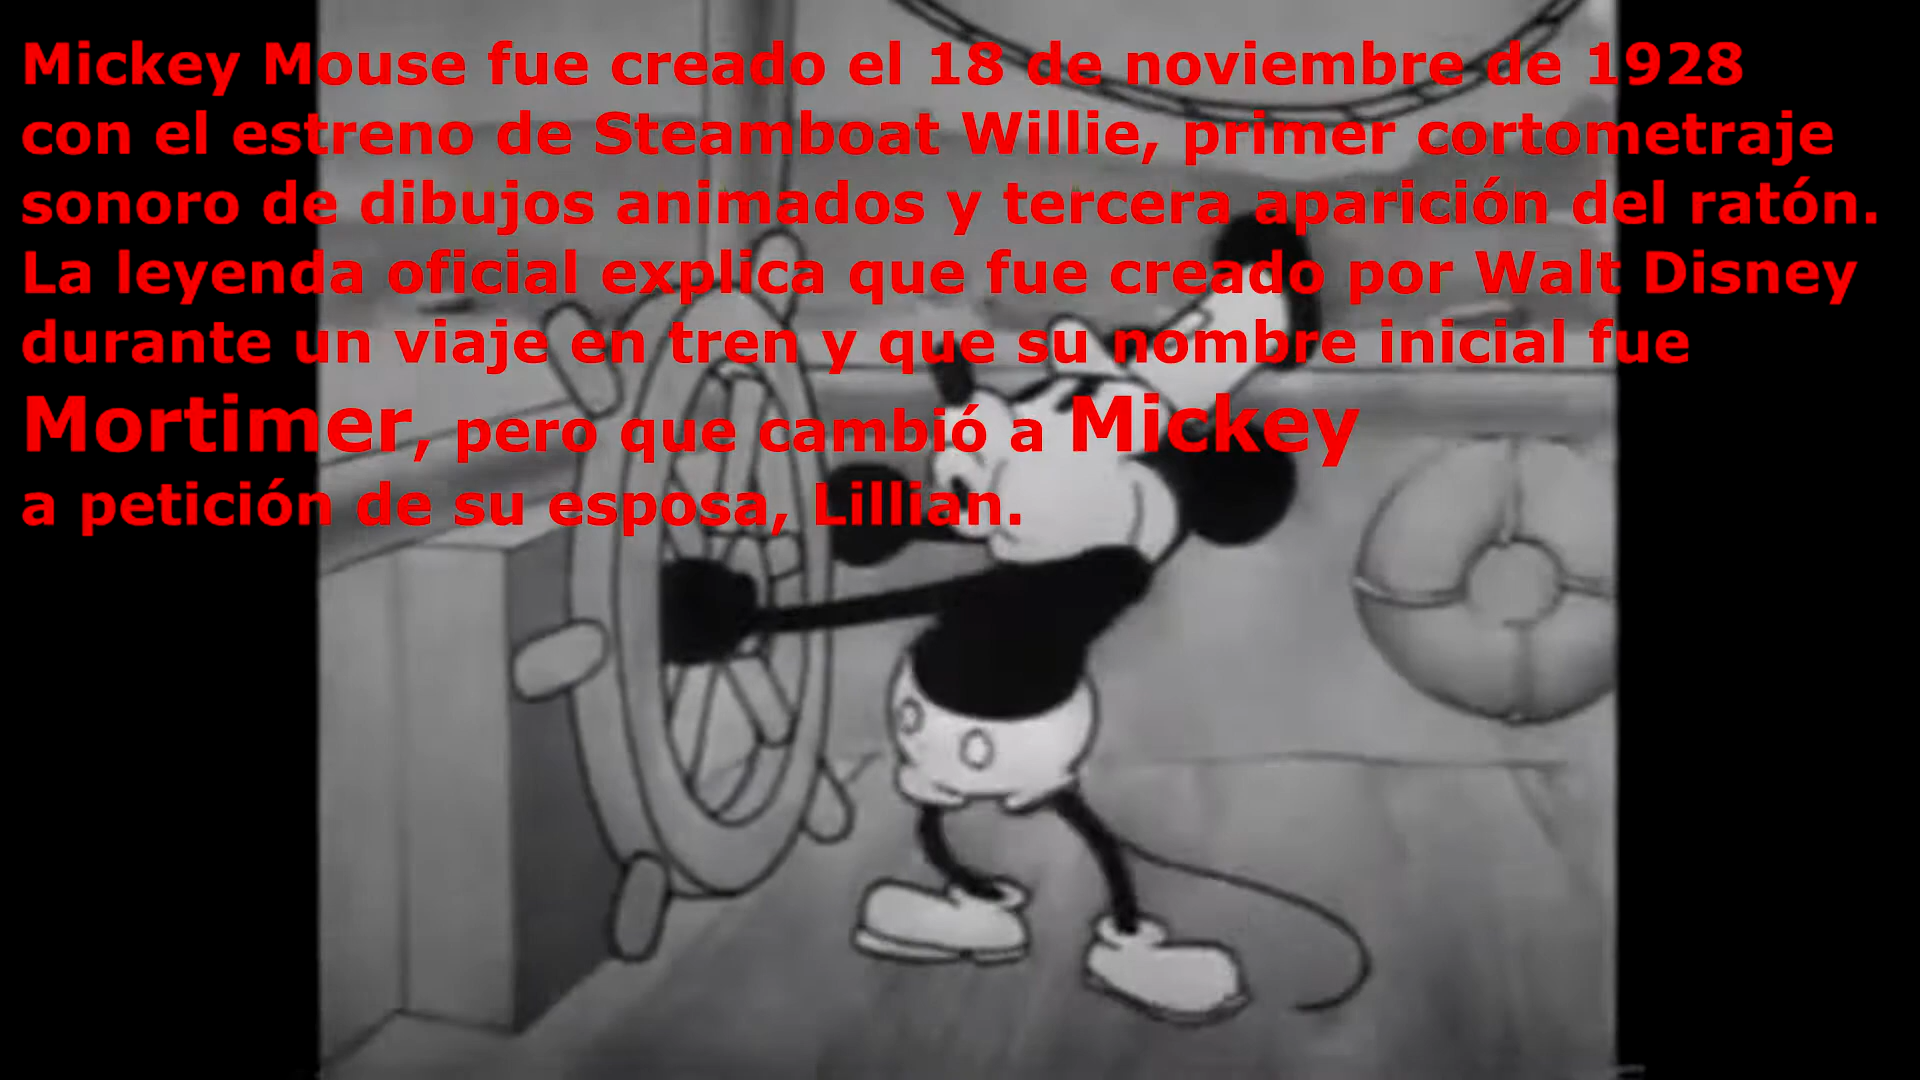 Mickey Mouse fue creado el 18 de noviembre de 1928
con el estreno de Steamboat Willie, primer cortometraje
sonoro de dibujos animados y tercera aparición del ratón.
La leyenda oficial explica que fue creado por Walt Disney
durante un viaje en tren y que su nombre inicial fue
Mortimer, pero que cambió a Mickey
a petición de su esposa, Lillian.